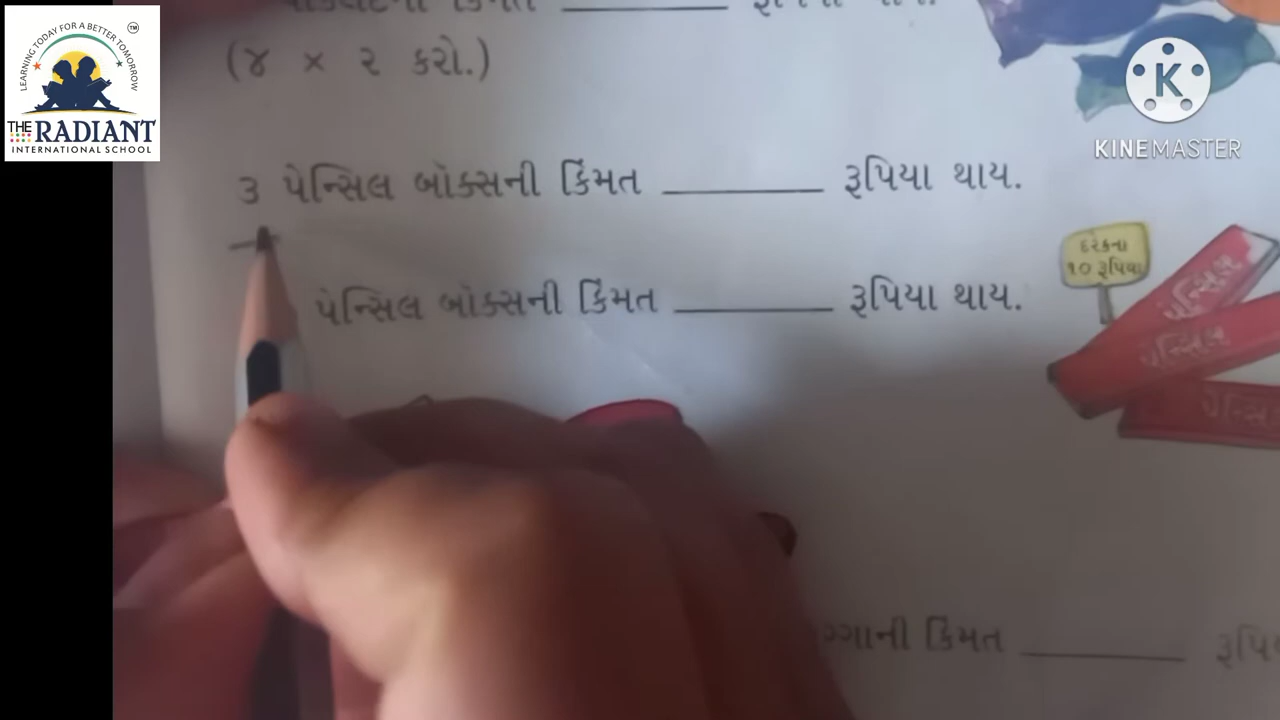 LEARNING TODAY FOR A BETTER TOMORROW
TM
THE RADIANT
INTERNATIONAL SCHOOL
K
KINEMASTER
(૪ × ૨ કરો.)
૩ પેન્સિલ બૉક્સની કિંમત ________ રૂપિયા થાય.
પેન્સિલ બૉક્સની કિંમત ________ રૂપિયા થાય.
દરેકના
૧૦ રૂપિયા
પેન્સિલ
પેન્સિલ
કિંમત ________